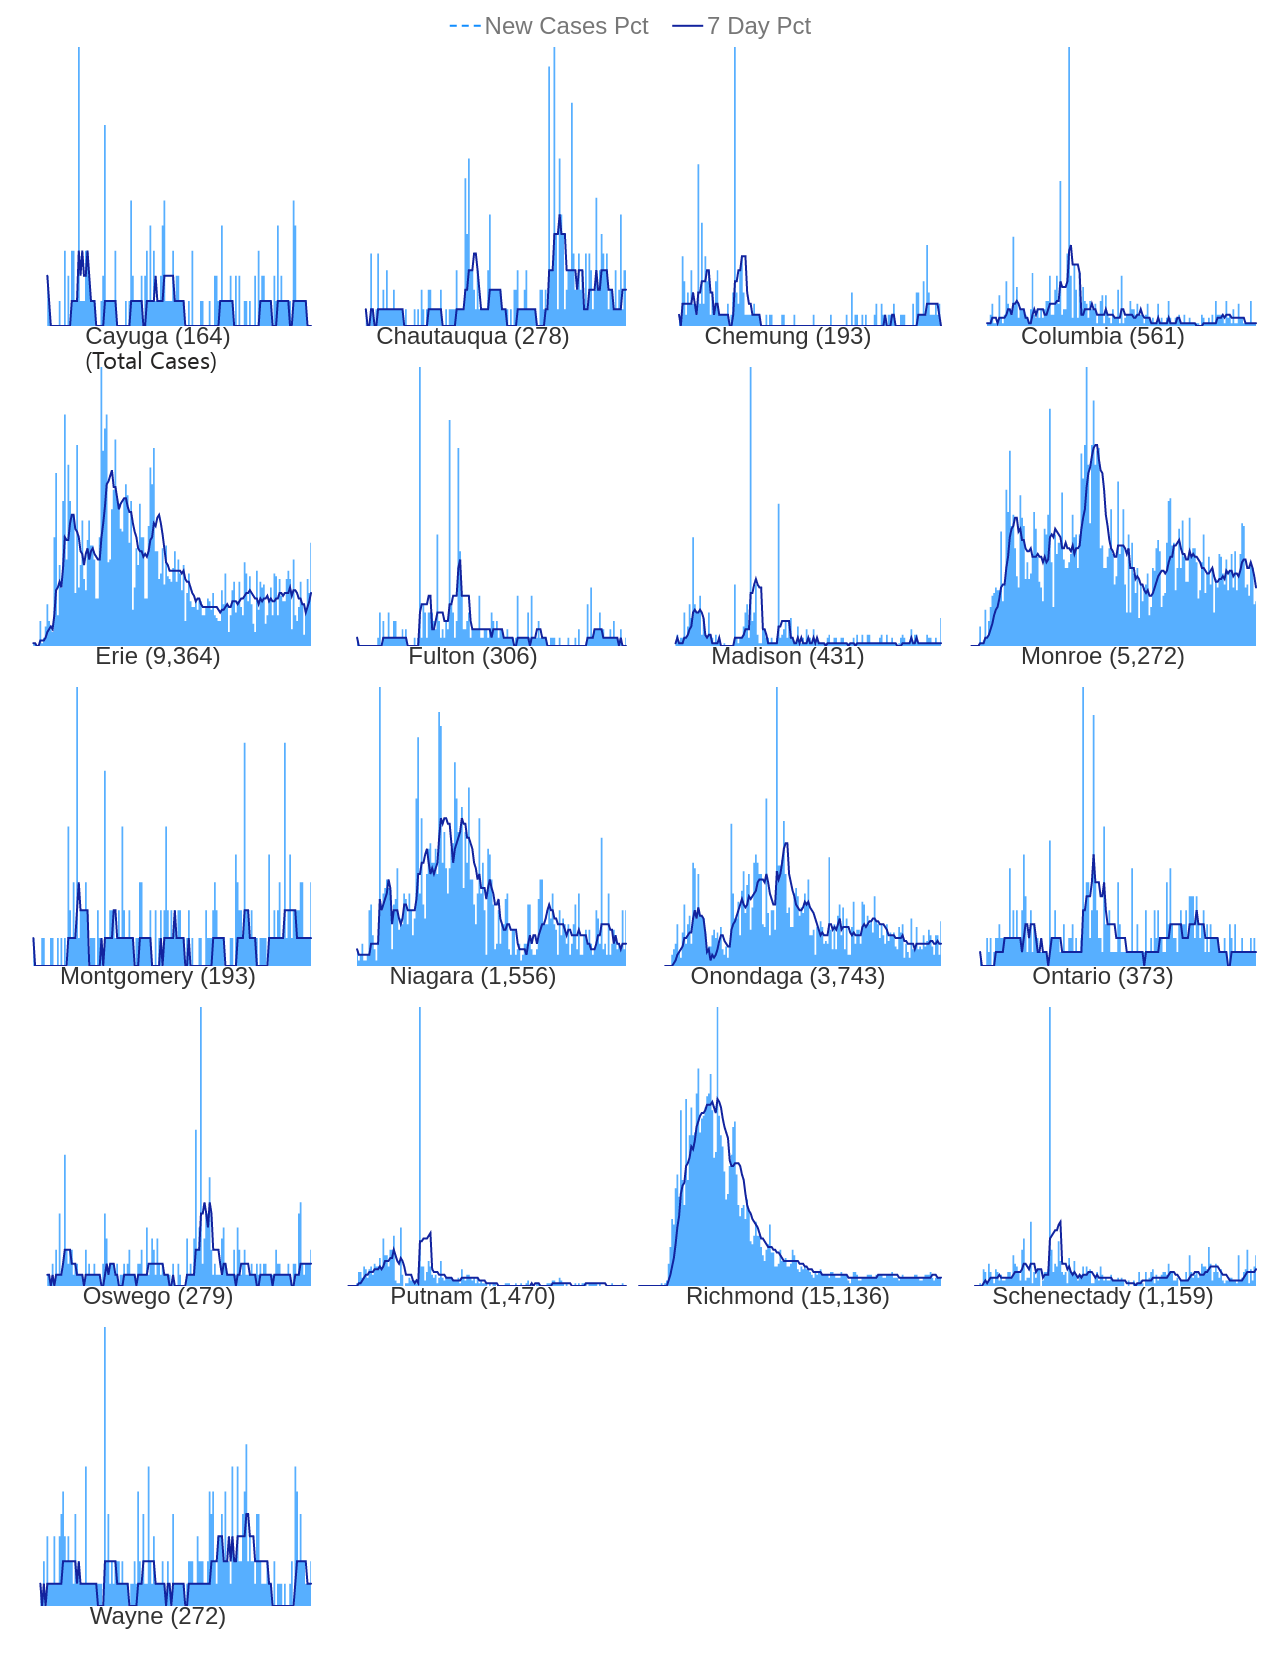 New Cases Pct 7 Day Pct
Cayuga (164) Chautauqua (278) Chemung (193) Columbia (561)
(Total Cases)
Erie (9,364) Fulton (306) Madison (431) Monroe (5,272)
Montgomery (193) Niagara (1,556) Onondaga (3,743) Ontario (373)
Oswego (279) Putnam (1,470) Richmond (15,136) Schenectady (1,159)
Wayne (272)